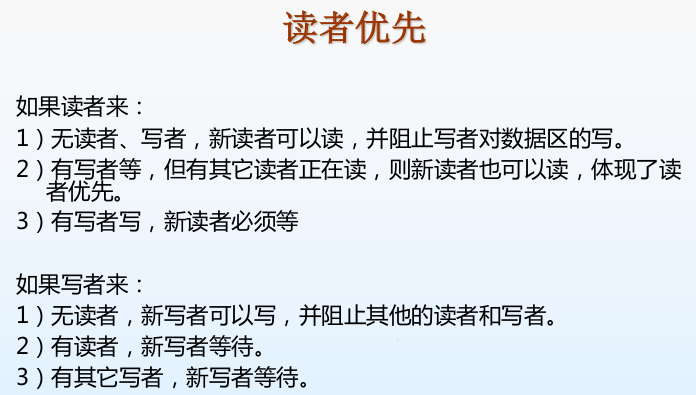 读者优先
如果读者来：
1）无读者、写者，新读者可以读，并阻止写者对数据区的写。
2）有写者等，但有其它读者正在读，则新读者也可以读，体现了读
者优先。
3）有写者写，新读者必须等
如果写者来：
1）无读者，新写者可以写，并阻止其他的读者和写者。
2）有读者，新写者等待。
3）有其它写者，新写者等待。